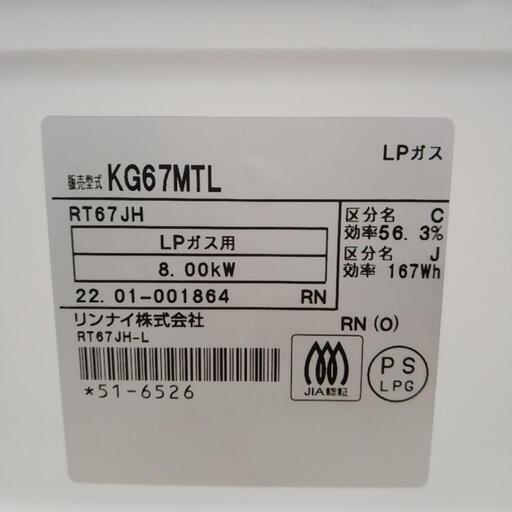 LPガス
販売型式 KG67MTL
RT67JH
LPガス用
8.00kW
22.01-001864 RN
区分名 C
効率56.3%
区分名 J
効率 167Wh
リンナイ株式会社
RN(O)
RT67JH-L
*51-6526
JIA認証
PS
LPG